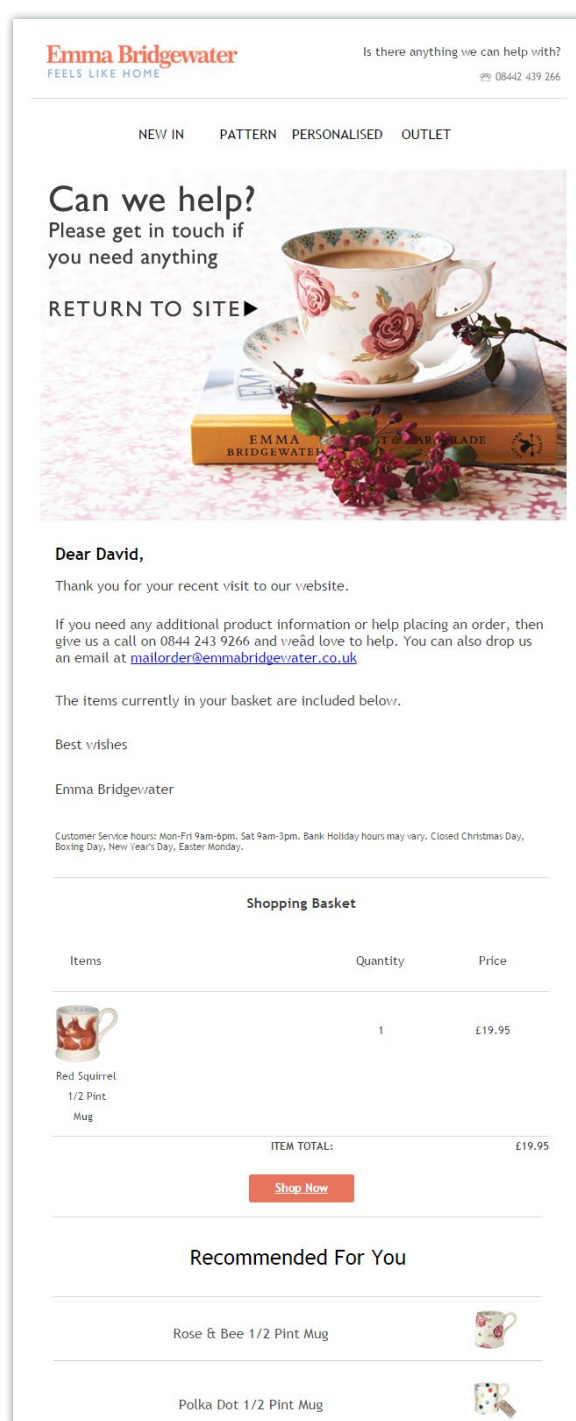 Emma Bridgewater
FEELS LIKE HOME
Is there anything we can help with?
☏ 08442 439 266
NEW IN PATTERN PERSONALISED OUTLET
Can we help?
Please get in touch if
you need anything
RETURN TO SITE▶
EMMA
BRIDGEWATER
Dear David,
Thank you for your recent visit to our website.
If you need any additional product information or help placing an order, then
give us a call on 0844 243 9266 and weâd love to help. You can also drop us
an email at mailorder@emmabridgewater.co.uk
The items currently in your basket are included below.
Best wishes
Emma Bridgewater
Customer Service hours: Mon-Fri 9am-6pm. Sat 9am-3pm. Bank Holiday hours may vary. Closed Christmas Day,
Boxing Day, New Year's Day, Easter Monday.
Shopping Basket
Items Quantity Price
1 £19.95
Red Squirrel
1/2 Pint
Mug
ITEM TOTAL: £19.95
Shop Now
Recommended For You
Rose & Bee 1/2 Pint Mug
Polka Dot 1/2 Pint Mug